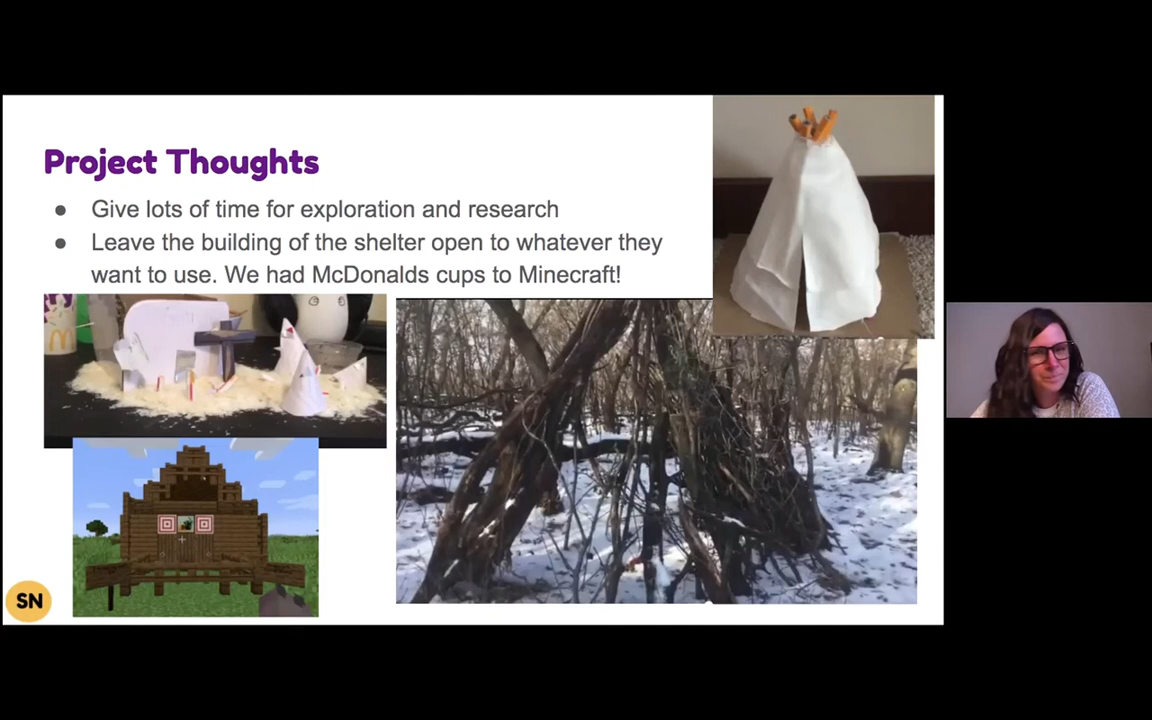 Project Thoughts
● Give lots of time for exploration and research
● Leave the building of the shelter open to whatever they
want to use. We had McDonalds cups to Minecraft!
SN